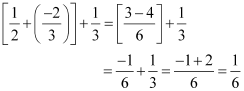 [1/2 + (-2/3)] + 1/3 = [3-4/6] + 1/3
= -1/6 + 1/3 = -1+2/6 = 1/6